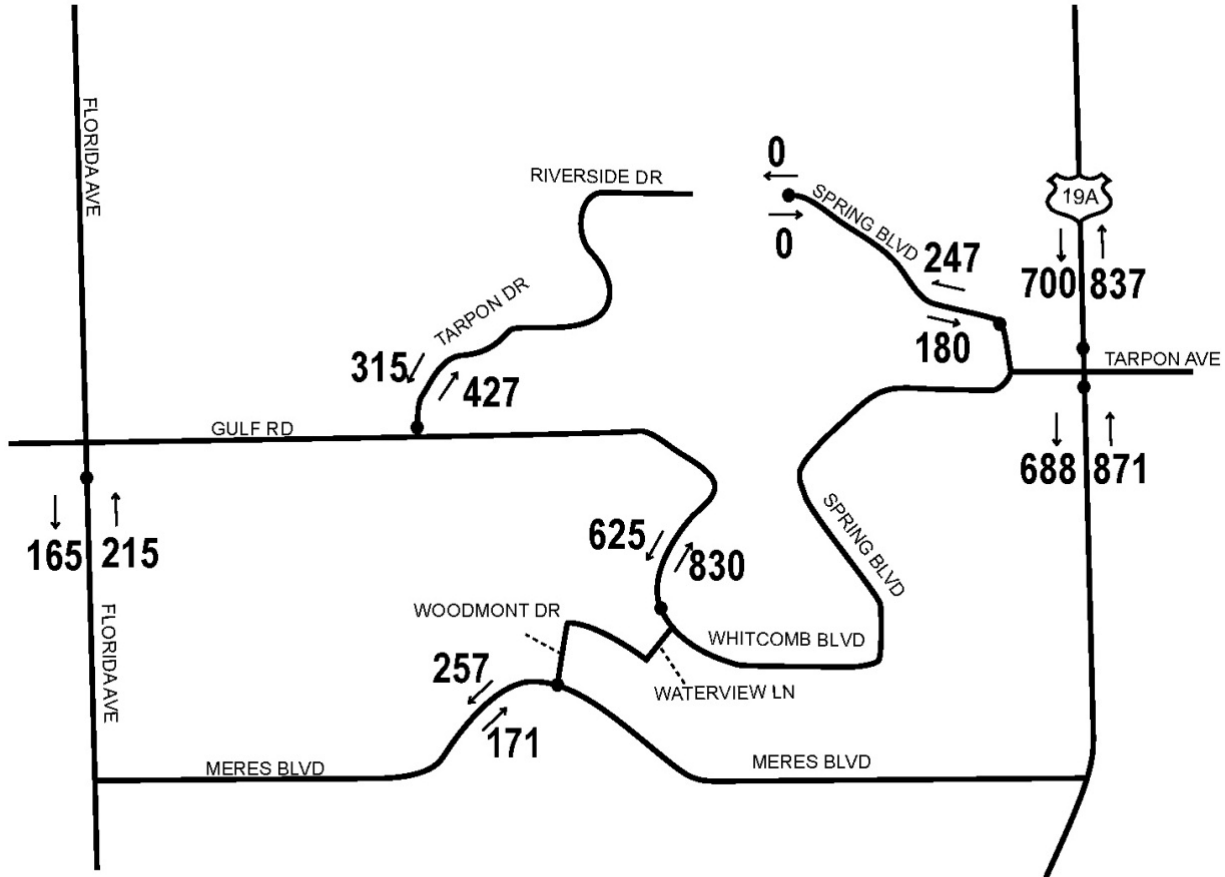 FLORIDA AVE
RIVERSIDE DR
0
0
SPRING BLVD
19A
247
700
837
TARPON DR
180
315
427
TARPON AVE
GULF RD
688
871
165
215
625
830
SPRING BLVD
WOODMONT DR
WHITCOMB BLVD
FLORIDA AVE
257
WATERVIEW LN
171
MERES BLVD
MERES BLVD